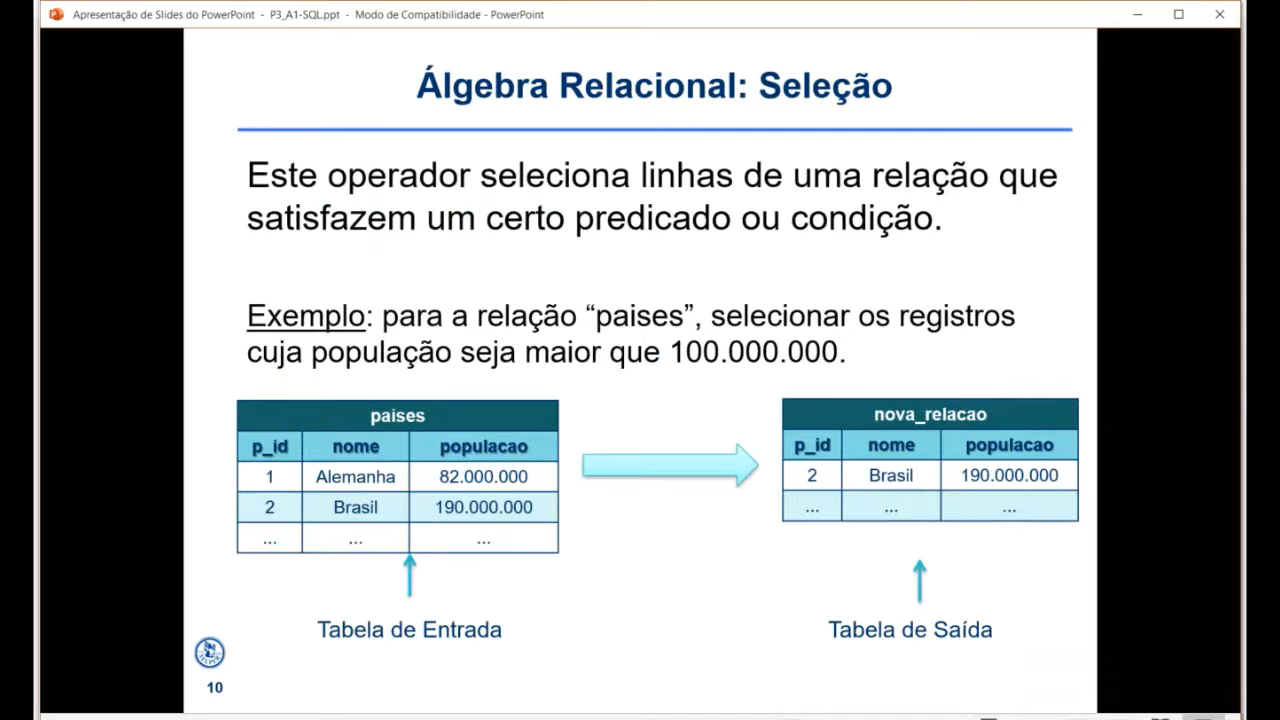 Apresentação de Slides do PowerPoint - P3_A1-SQL.ppt - Modo de Compatibilidade - PowerPoint
Álgebra Relacional: Seleção
Este operador seleciona linhas de uma relação que
satisfazem um certo predicado ou condição.
Exemplo: para a relação “paises”, selecionar os registros
cuja população seja maior que 100.000.000.
paises
p_id nome populacao
1 Alemanha 82.000.000
2 Brasil 190.000.000
... ... ...
Tabela de Entrada
nova_relacao
p_id nome populacao
2 Brasil 190.000.000
... ... ...
Tabela de Saída
10